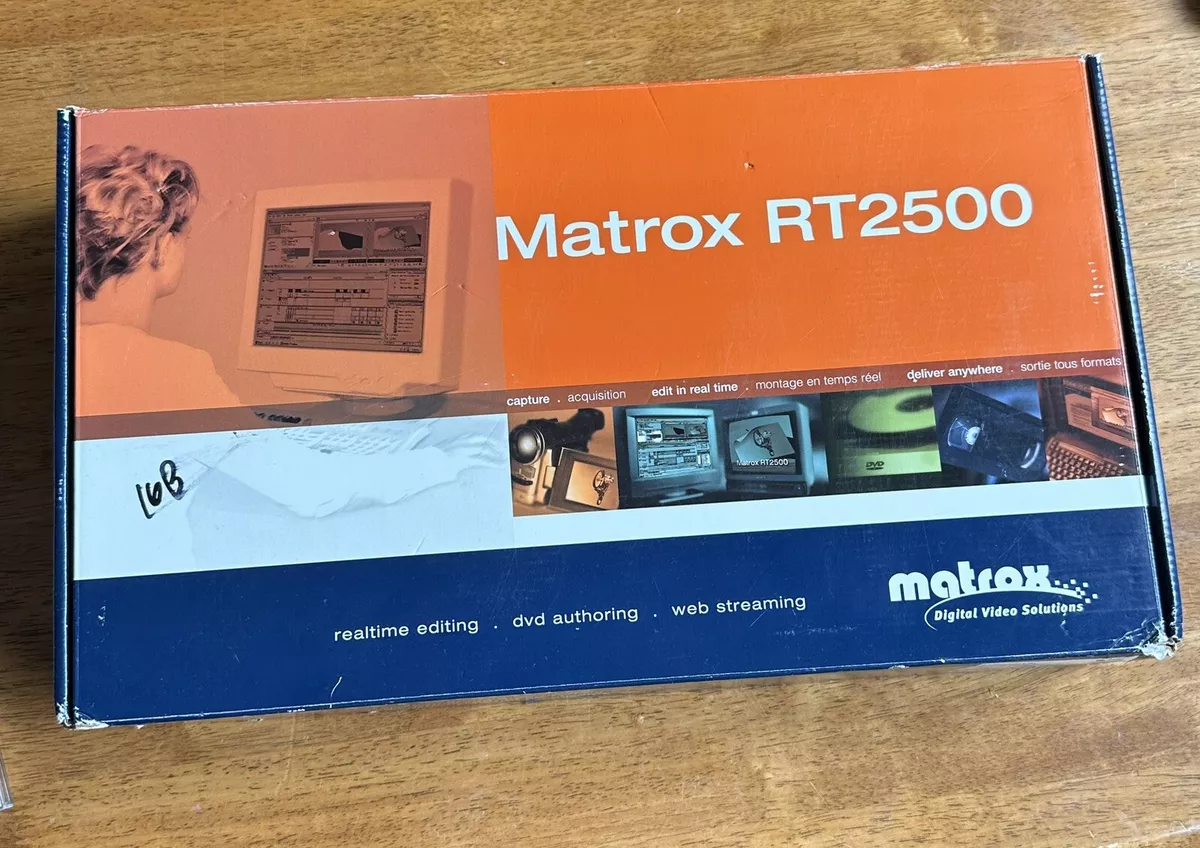 Matrox RT2500
capture . acquisition edit in real time . montage en temps réel deliver anywhere . sortie tous formats
Matrox RT2500
DVD
16B
realtime editing . dvd authoring . web streaming
matrox
Digital Video Solutions